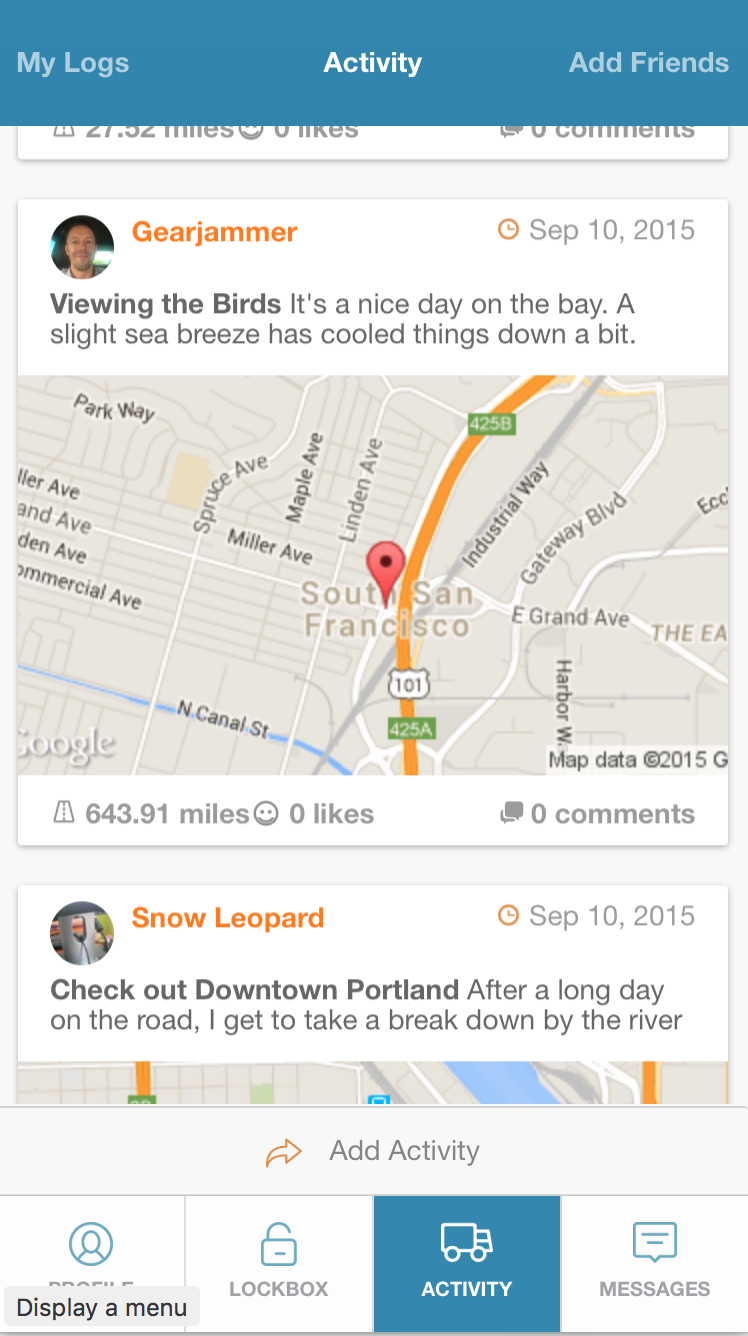 My Logs
Activity
Add Friends
27.52 miles
0 likes
0 comments
Gearjammer
Sep 10, 2015
Viewing the Birds It's a nice day on the bay. A
slight sea breeze has cooled things down a bit.
Park Way
425B
ller Ave
Spruce Ave
Maple Ave
Linden Ave
Industrial Way
Gateway Blvd
Ecc
and Ave
Miller Ave
den Ave
ommercial Ave
South San
Francisco
E Grand Ave
THE EA
101
Harbor Wa
N Canal St
425A
Google
Map data ©2015 G
643.91 miles
0 likes
0 comments
Snow Leopard
Sep 10, 2015
Check out Downtown Portland After a long day
on the road, I get to take a break down by the river
Add Activity
PROFILE
LOCKBOX
ACTIVITY
MESSAGES
Display a menu